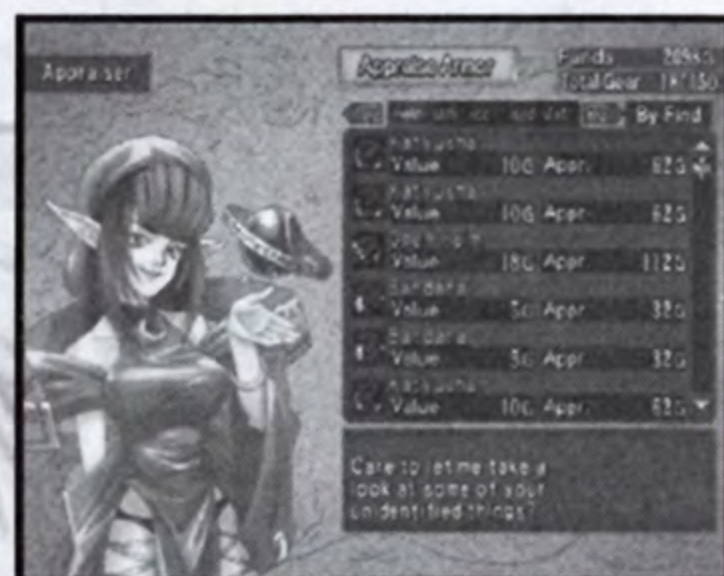 Appraiser
Appraise Armor
Funds
Total Gear
By Find
Katyusha
Value 10G Appr. 62G
Katyusha
Value 10G Appr. 62G
Value 18G Appr. 112G
Bandana
Value 5G Appr. 32G
Bandana
Value 5G Appr. 32G
Katyusha
Value 10G Appr. 62G
Care to let me take a
look at some of your
unidentified things?